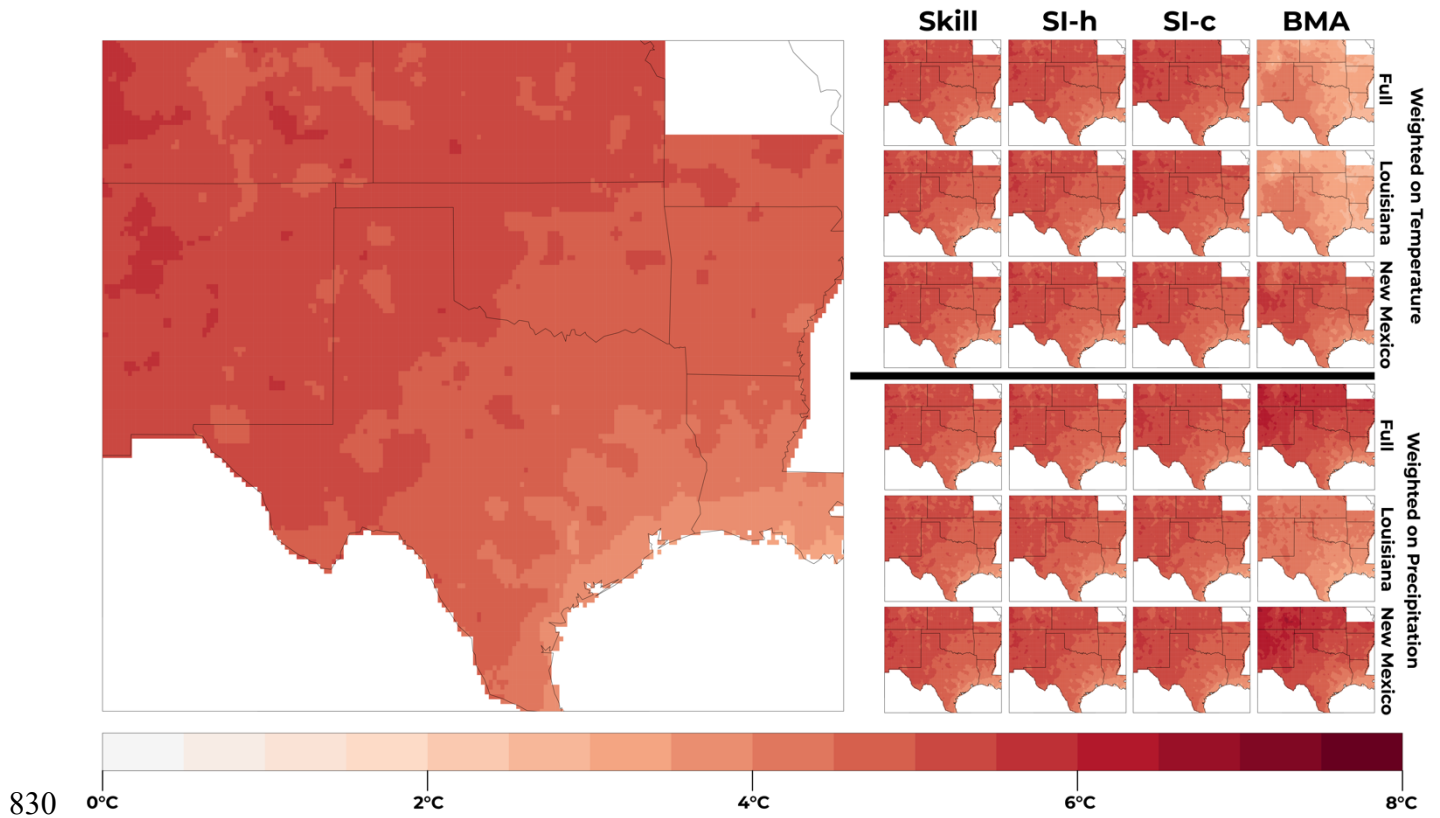 Skill SI-h SI-c BMA
Weighted on Temperature
Full
Louisiana
New Mexico
Weighted on Precipitation
Full
Louisiana
New Mexico
830 0°C 2°C 4°C 6°C 8°C